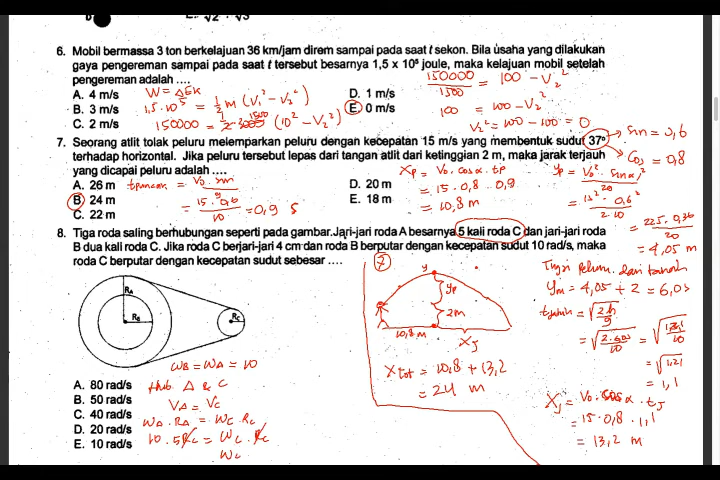 6. Mobil bermassa 3 ton berkelajuan 36 km/jam direm sampai pada saat t sekon. Bila usaha yang dilakukan
gaya pengereman sampai pada saat t tersebut besarnya 1,5 x 10⁵ joule, maka kelajuan mobil setelah
pengereman adalah ....
A. 4 m/s
B. 3 m/s
C. 2 m/s
D. 1 m/s
E. 0 m/s
W = ΔEk
1,5.10⁵ = 1/2 m (V₁² - V₂²)
150000 = 1/2 3000 1500 (10² - V₂²)
150000/1500 = 100 - V₂²
100 = 100 - V₂²
V₂² = 100 - 100 = 0
7. Seorang atlit tolak peluru melemparkan peluru dengan kecepatan 15 m/s yang membentuk sudut 37°
terhadap horizontal. Jika peluru tersebut lepas dari tangan atlit dari ketinggian 2 m, maka jarak terjauh
yang dicapai peluru adalah ....
A. 26 m
B. 24 m
C. 22 m
D. 20 m
E. 18 m
Sin = 0,6
Cos = 0,8
= 15.0,6/10 = 0,9 s
Xp = Vo. cos α. tp
= 15.0,8.0,9
= 10,8 m
= 15².0,6²/2.10
= 225.0,36/20
= 4,05 m
8. Tiga roda saling berhubungan seperti pada gambar. Jari-jari roda A besarnya 5 kali roda C dan jari-jari roda
B dua kali roda C. Jika roda C berjari-jari 4 cm dan roda B berputar dengan kecepatan sudut 10 rad/s, maka
roda C berputar dengan kecepatan sudut sebesar ....
RA
RB
RC
A. 80 rad/s
B. 50 rad/s
C. 40 rad/s
D. 20 rad/s
E. 10 rad/s
ωB = ωA = 10
Hub A & C
VA = VC
ωA . RA = ωC . RC
10 . 5RC = ωC . RC
ωC
7
y
yp
2m
10,8 m
Xj
Xtot = 10,8 + 13,2
= 24 m
Tinggi peluru dari tanah
Ym = 4,05 + 2 = 6,05
= √1,21
= 1,1
Xj = Vo. cos α. tj
= 15.0,8.1,1
= 13,2 m